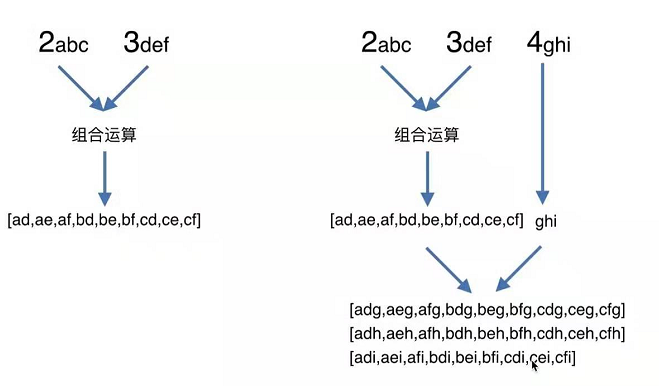 2abc 3def
组合运算
[ad,ae,af,bd,be,bf,cd,ce,cf]
2abc 3def 4ghi
组合运算
[ad,ae,af,bd,be,bf,cd,ce,cf] ghi
[adg,aeg,afg,bdg,beg,bfg,cdg,ceg,cfg]
[adh,aeh,afh,bdh,beh,bfh,cdh,ceh,cfh]
[adi,aei,afi,bdi,bei,bfi,cdi,cei,cfi]